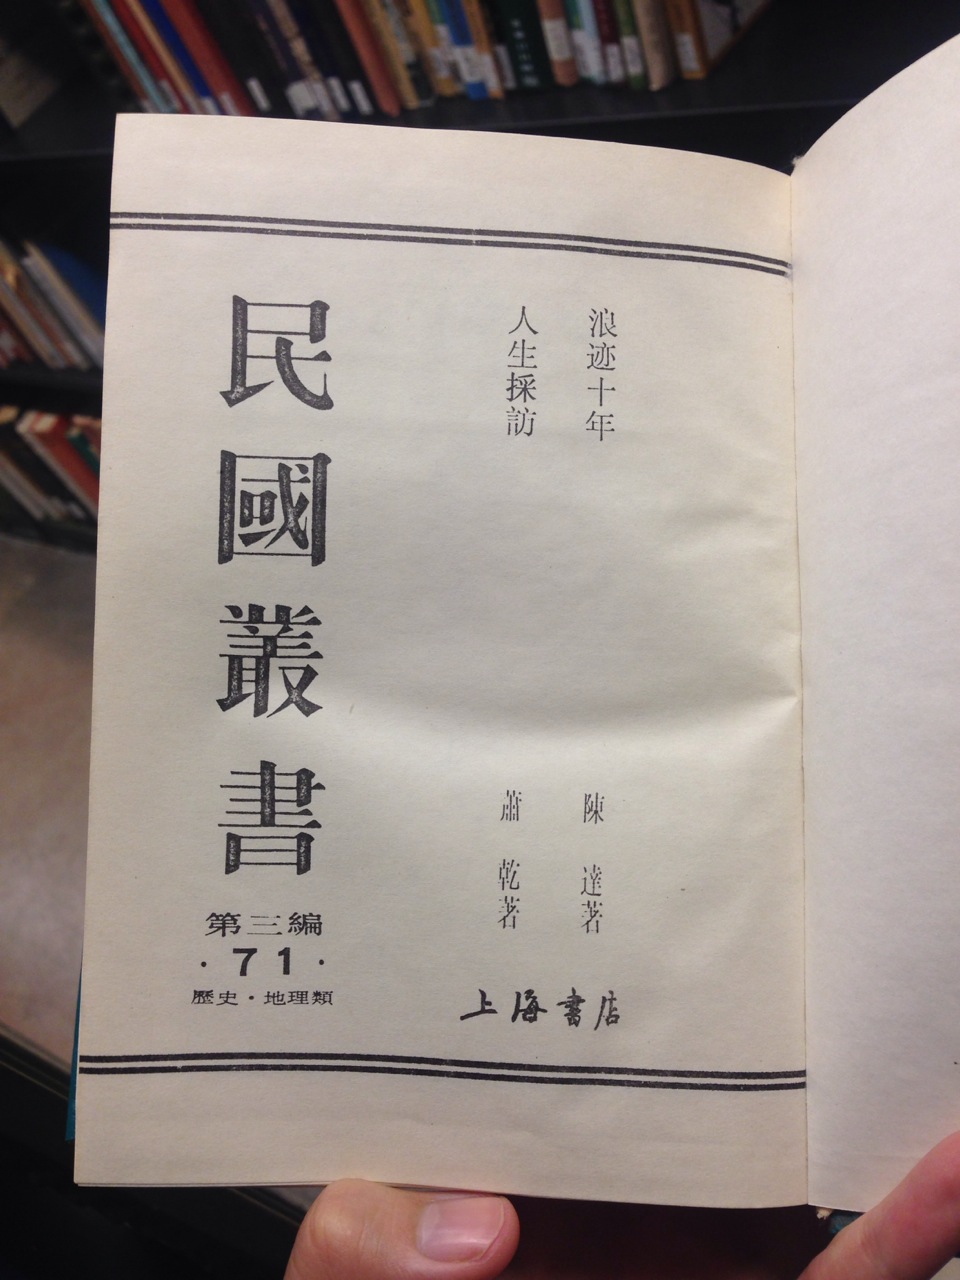 浪迹十年
陳達著
人生採訪
蕭乾著
上海書店
民國叢書
第三編
·71·
歷史·地理類